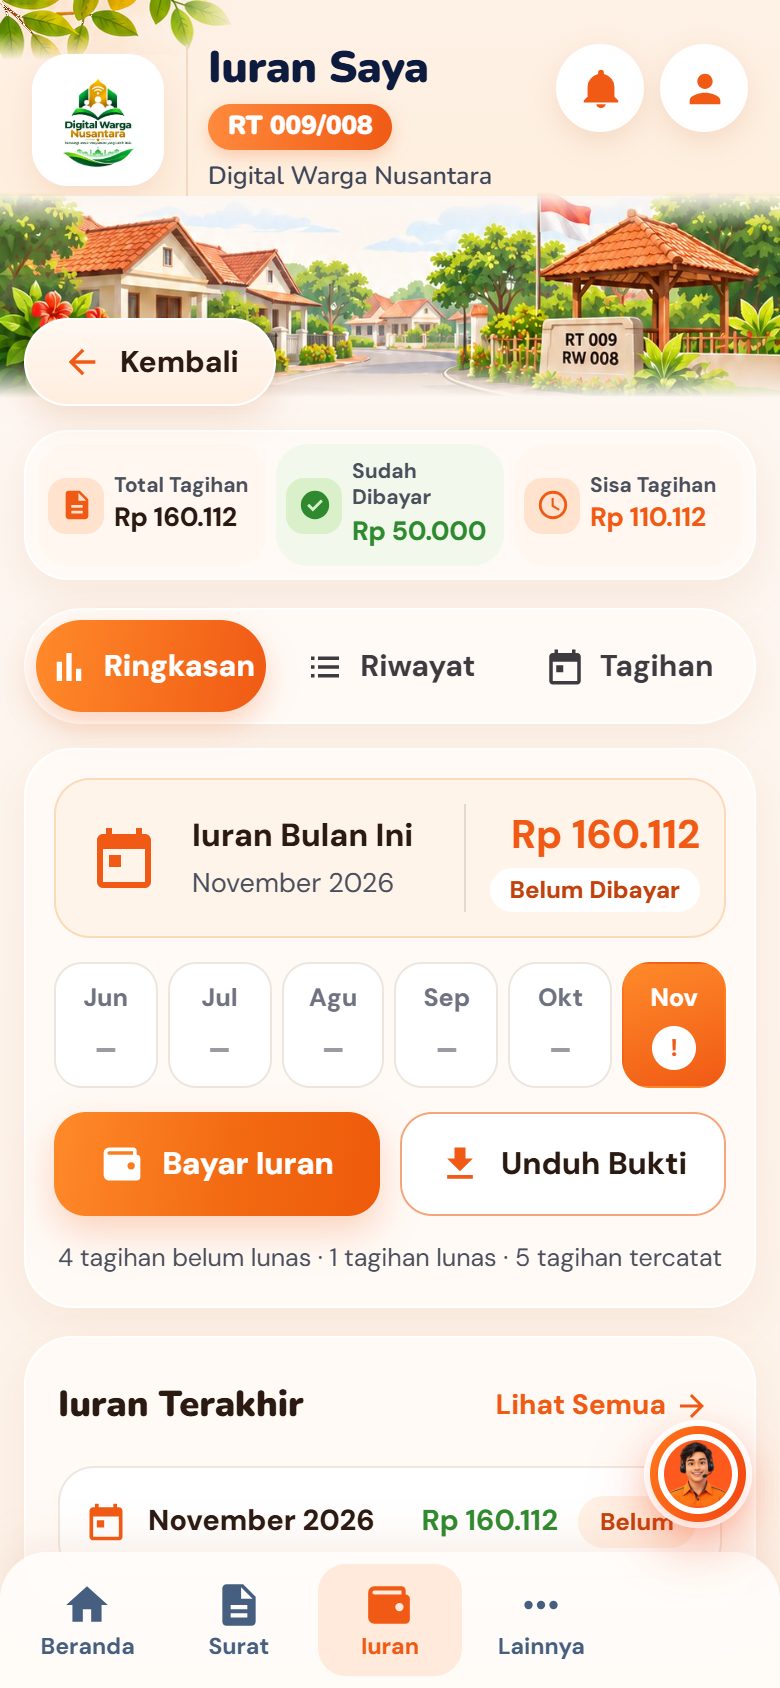 Iuran Saya
RT 009/008
Digital Warga Nusantara
Digital Warga
Nusantara
RT 009
RW 008
Kembali
Total Tagihan
Rp 160.112
Sudah
Dibayar
Rp 50.000
Sisa Tagihan
Rp 110.112
Ringkasan
Riwayat
Tagihan
Iuran Bulan Ini
November 2026
Rp 160.112
Belum Dibayar
Jun
–
Jul
–
Agu
–
Sep
–
Okt
–
Nov
!
Bayar Iuran
Unduh Bukti
4 tagihan belum lunas · 1 tagihan lunas · 5 tagihan tercatat
Iuran Terakhir
Lihat Semua →
November 2026
Rp 160.112
Belum
Beranda
Surat
Iuran
Lainnya